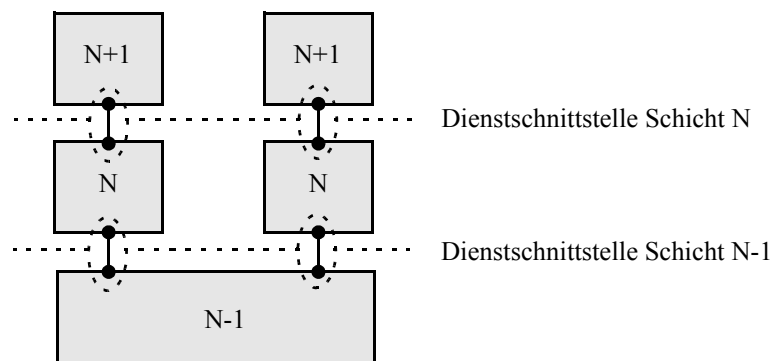 N+1 N+1
Dienstschnittstelle Schicht N
N N
Dienstschnittstelle Schicht N-1
N-1